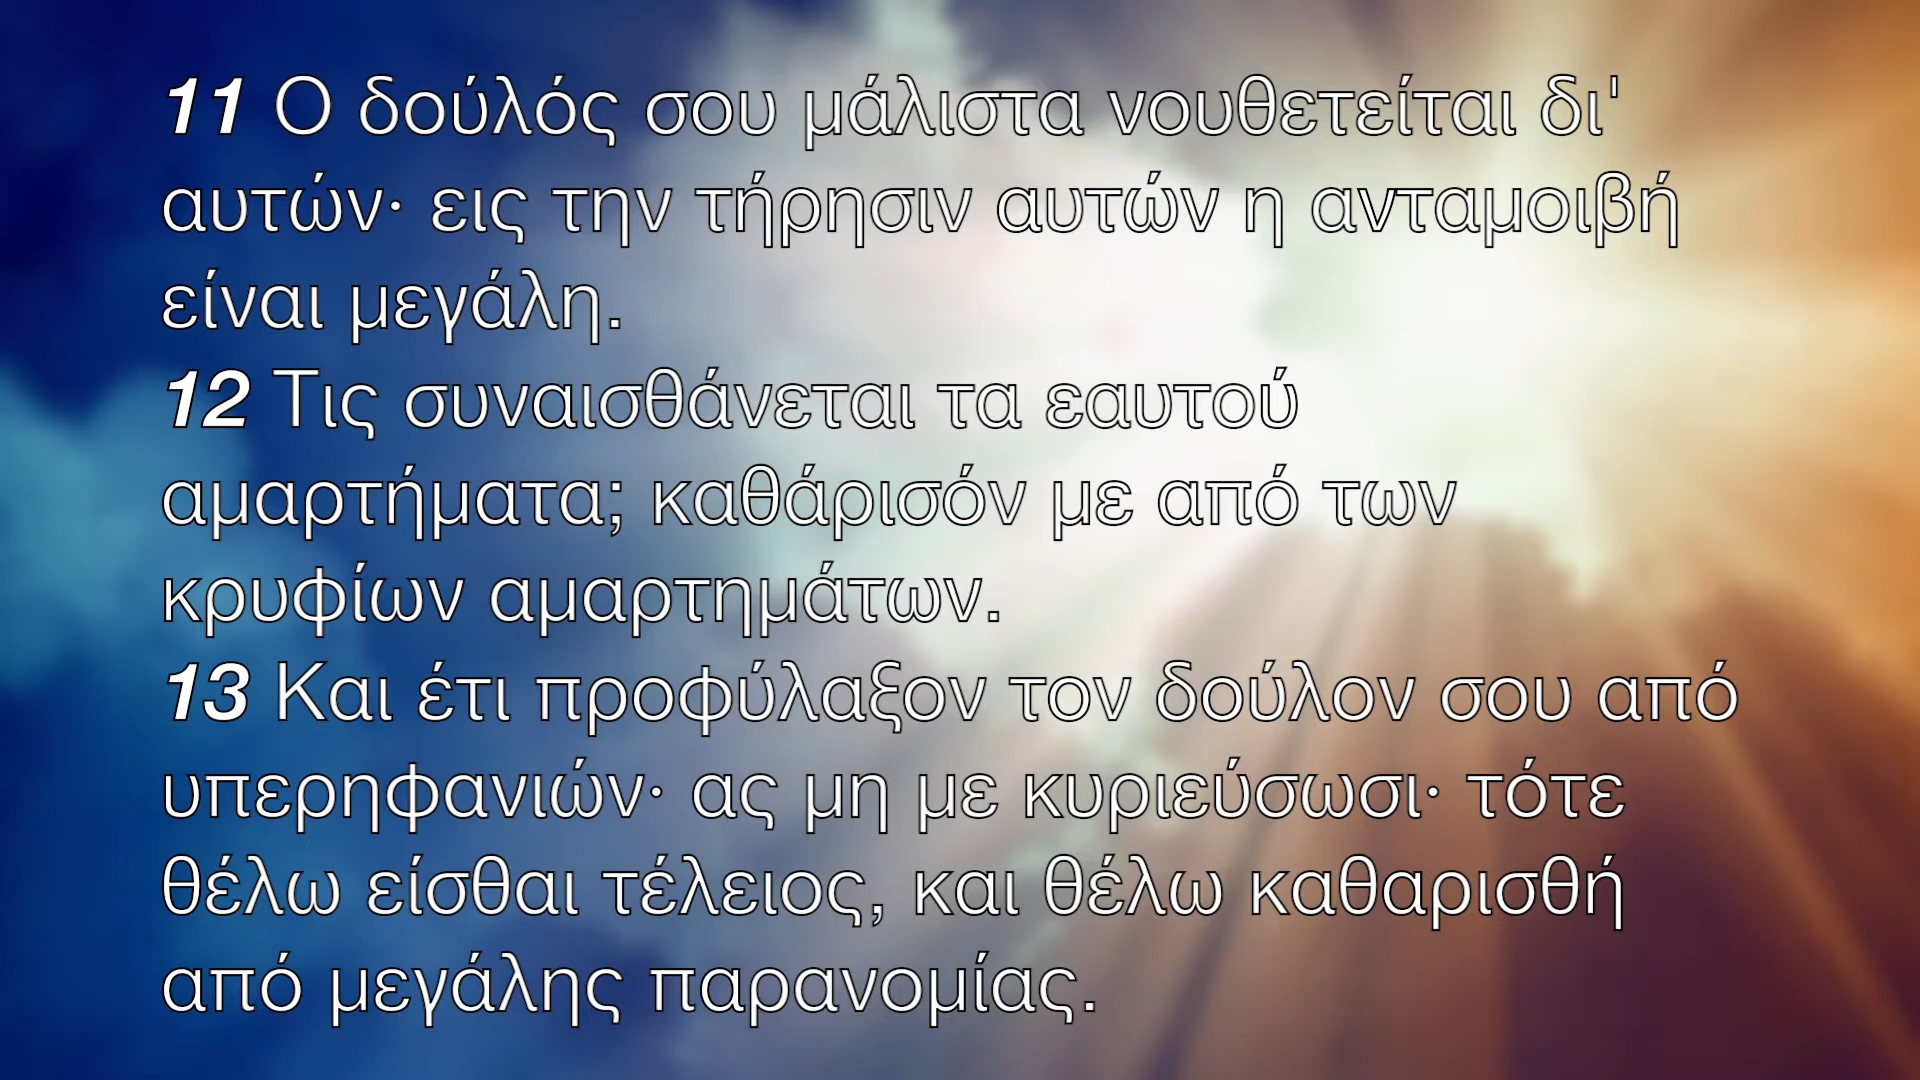 11 Ο δούλός σου μάλιστα νουθετείται δι'
αυτών· εις την τήρησιν αυτών η ανταμοιβή
είναι μεγάλη.
12 Τις συναισθάνεται τα εαυτού
αμαρτήματα; καθάρισόν με από των
κρυφίων αμαρτημάτων.
13 Και έτι προφύλαξον τον δούλον σου από
υπερηφανιών· ας μη με κυριεύσωσι· τότε
θέλω είσθαι τέλειος, και θέλω καθαρισθή
από μεγάλης παρανομίας.